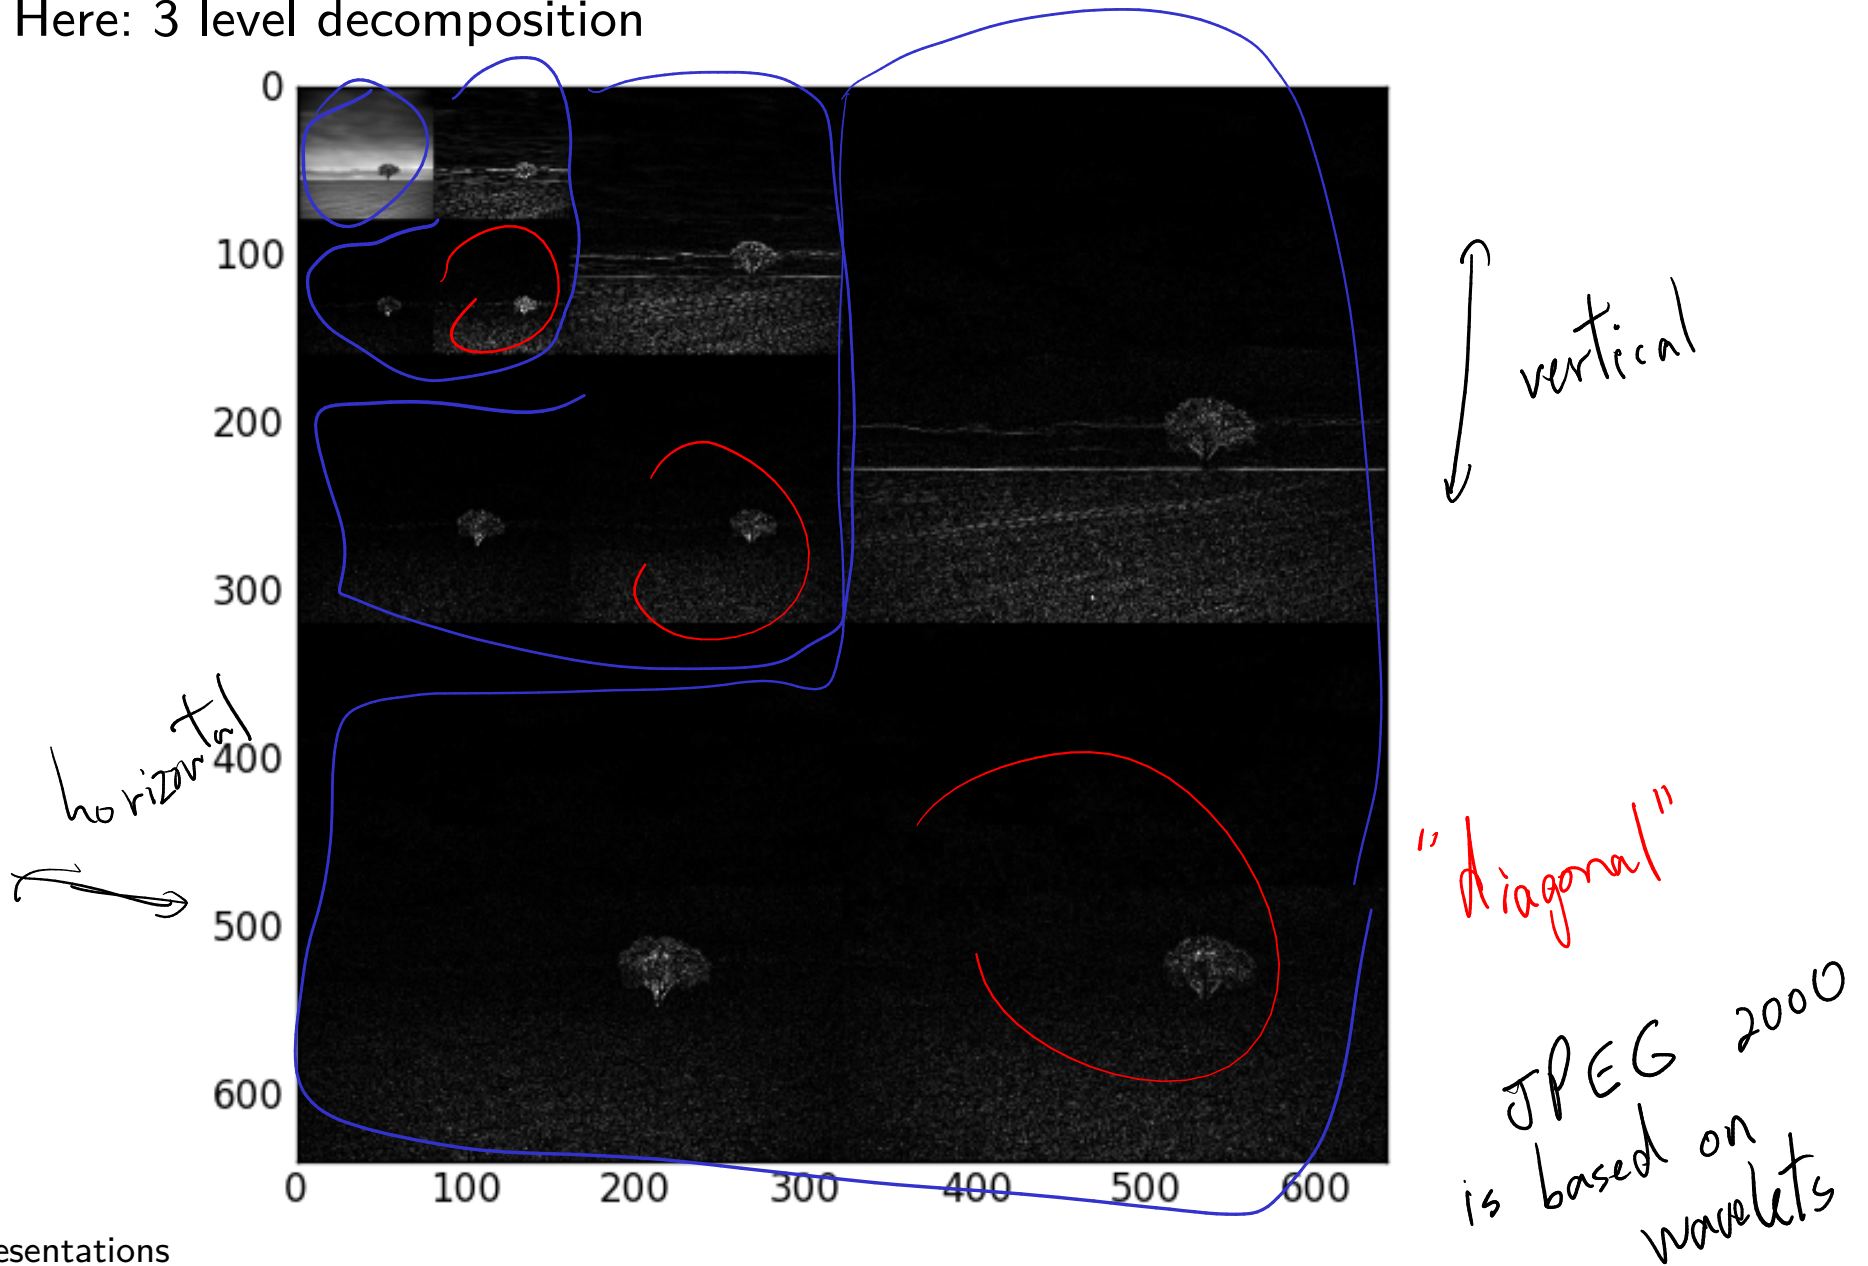 Here: 3 level decomposition
0
100
200
300
400
500
600
0 100 200 300 400 500 600
vertical
horizontal
"diagonal"
JPEG 2000
is based on
wavelets
esentations